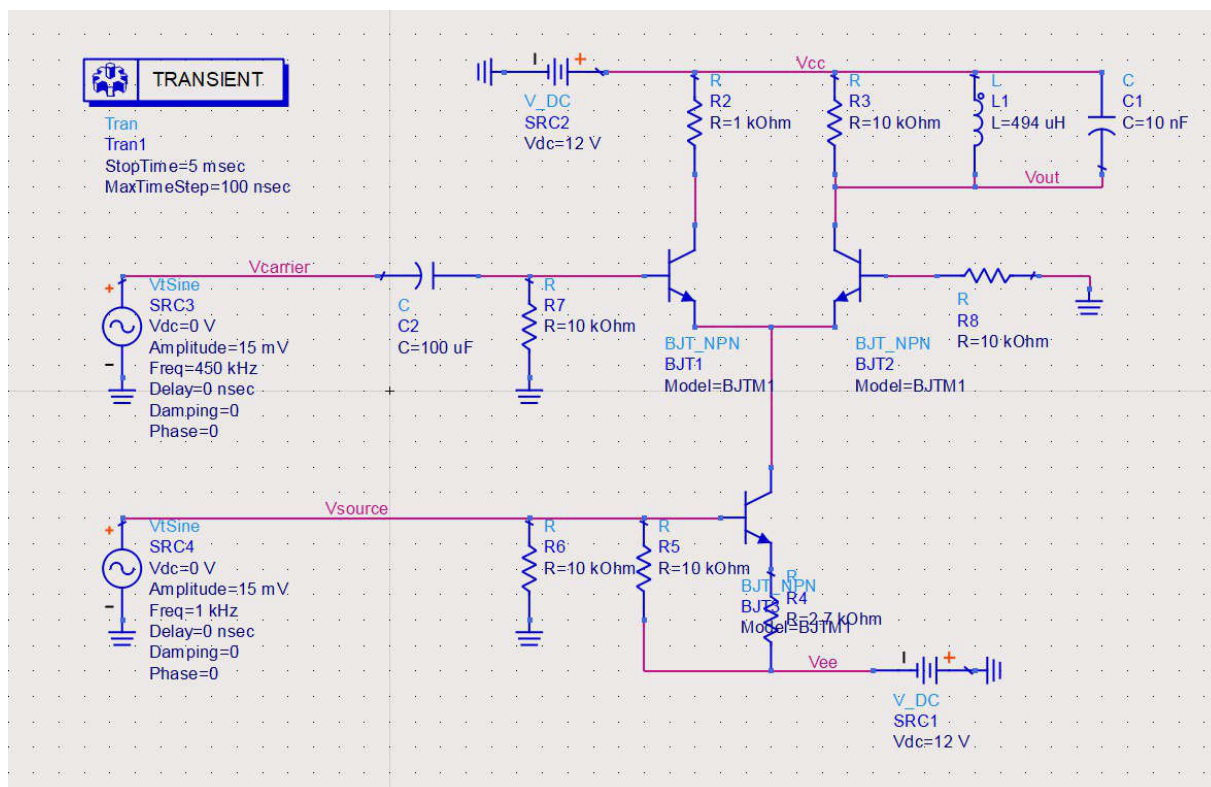 TRANSIENT
Tran
Tran1
StopTime=5 msec
MaxTimeStep=100 nsec
V_DC
SRC2
Vdc=12 V
Vcc
R
R2
R=1 kOhm
R
R3
R=10 kOhm
L
L1
L=494 uH
C
C1
C=10 nF
Vout
Vcarrier
VtSine
SRC3
Vdc=0 V
Amplitude=15 mV
Freq=450 kHz
Delay=0 nsec
Damping=0
Phase=0
C
C2
C=100 uF
R
R7
R=10 kOhm
BJT_NPN
BJT1
Model=BJTM1
BJT_NPN
BJT2
Model=BJTM1
R
R8
R=10 kOhm
Vsource
VtSine
SRC4
Vdc=0 V
Amplitude=15 mV
Freq=1 kHz
Delay=0 nsec
Damping=0
Phase=0
R
R6
R=10 kOhm
R
R5
R=10 kOhm
BJT_NPN
BJT3
Model=BJTM1
R
R4
R=2.7 kOhm
Vee
V_DC
SRC1
Vdc=12 V